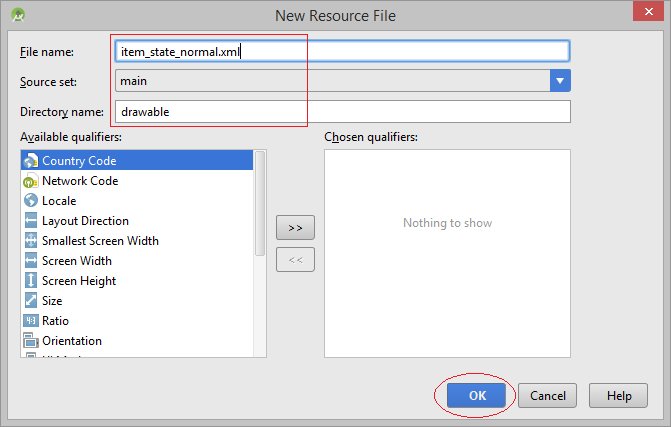 New Resource File
File name: item_state_normal.xml
Source set: main
Directory name: drawable
Available qualifiers: Chosen qualifiers:
Country Code
Network Code
Locale
Layout Direction
Smallest Screen Width
Screen Width
Screen Height
Size
Ratio
Orientation
>>
<<
Nothing to show
OK Cancel Help